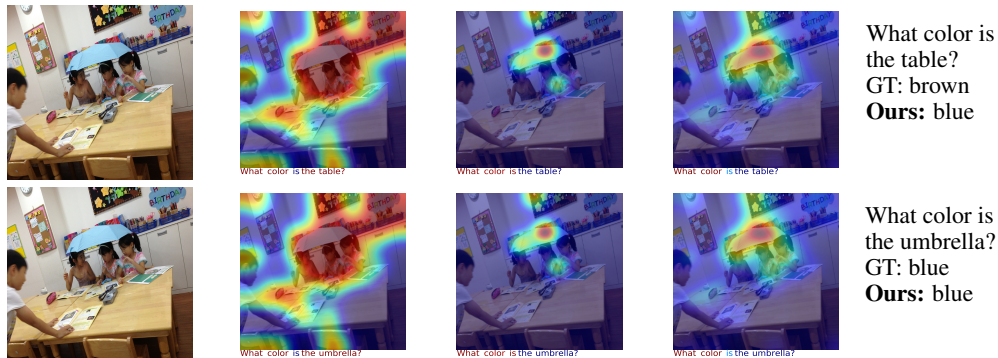 What color is the table?
What color is the table?
What color is the table?
What color is
the table?
GT: brown
Ours: blue
What color is the umbrella?
What color is the umbrella?
What color is the umbrella?
What color is
the umbrella?
GT: blue
Ours: blue